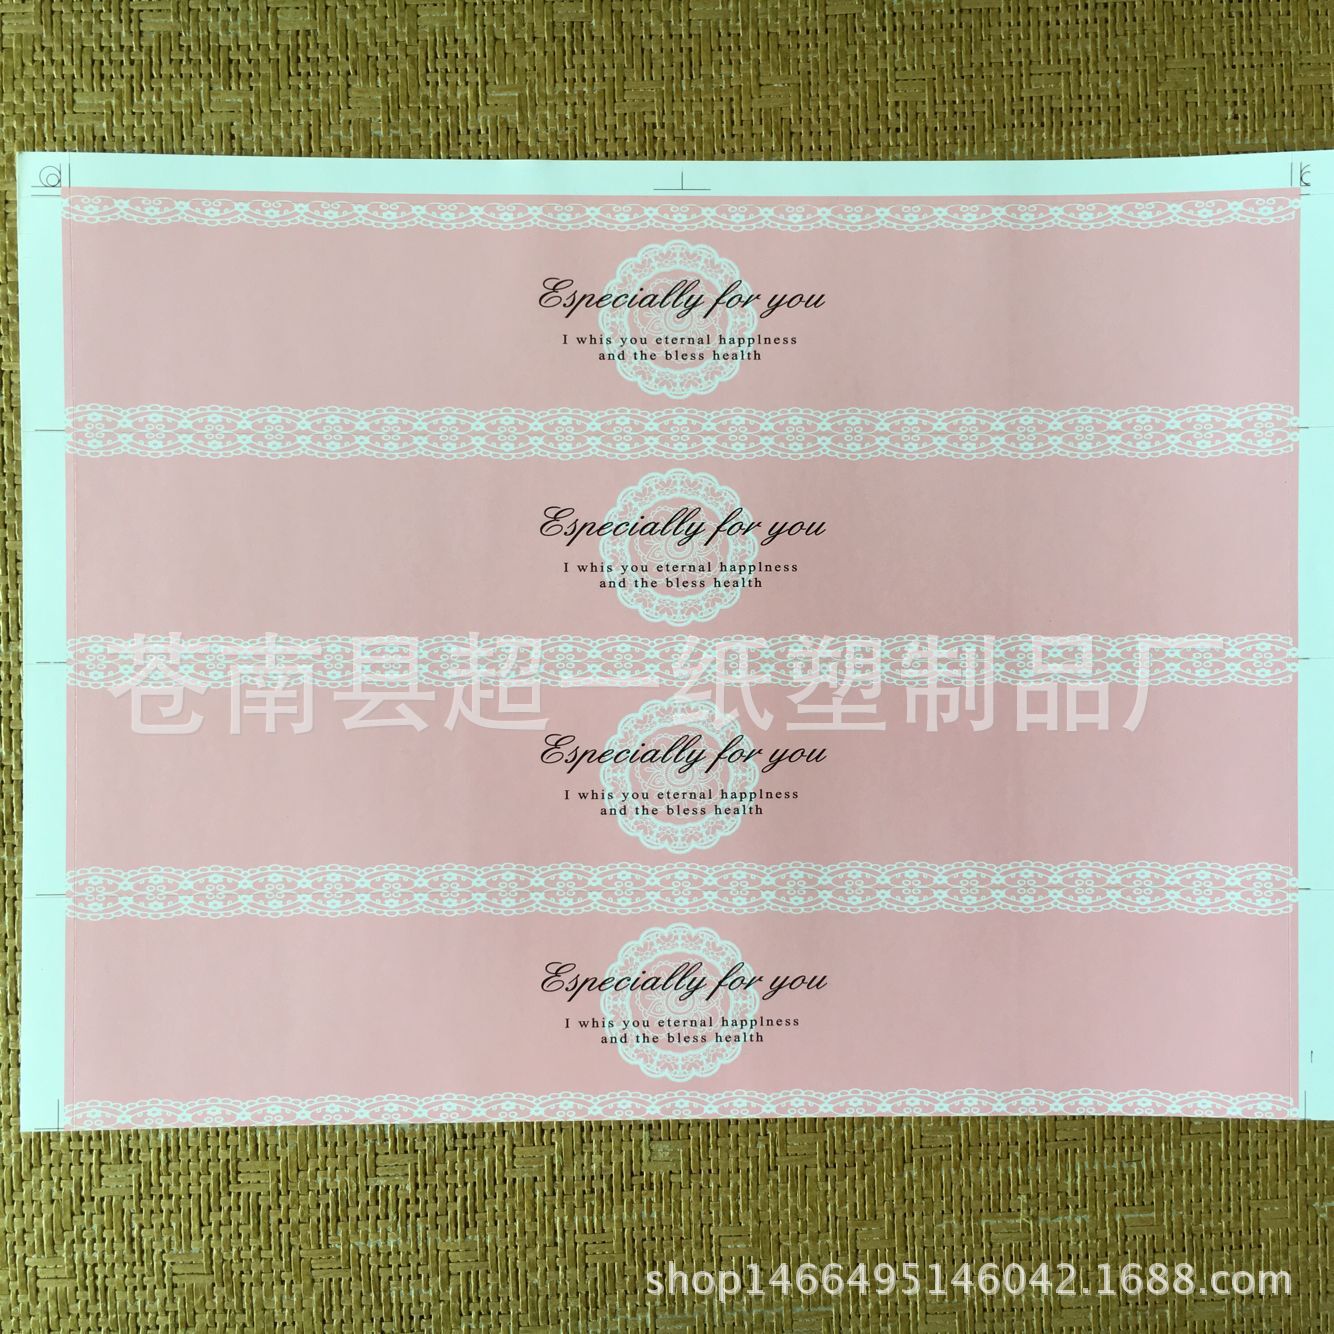 Especially for you
I whis you eternal happlness
and the bless health
Especially for you
I whis you eternal happlness
and the bless health
苍南县超一纸塑制品厂
Especially for you
I whis you eternal happlness
and the bless health
Especially for you
I whis you eternal happlness
and the bless health
shop1466495146042.1688.com